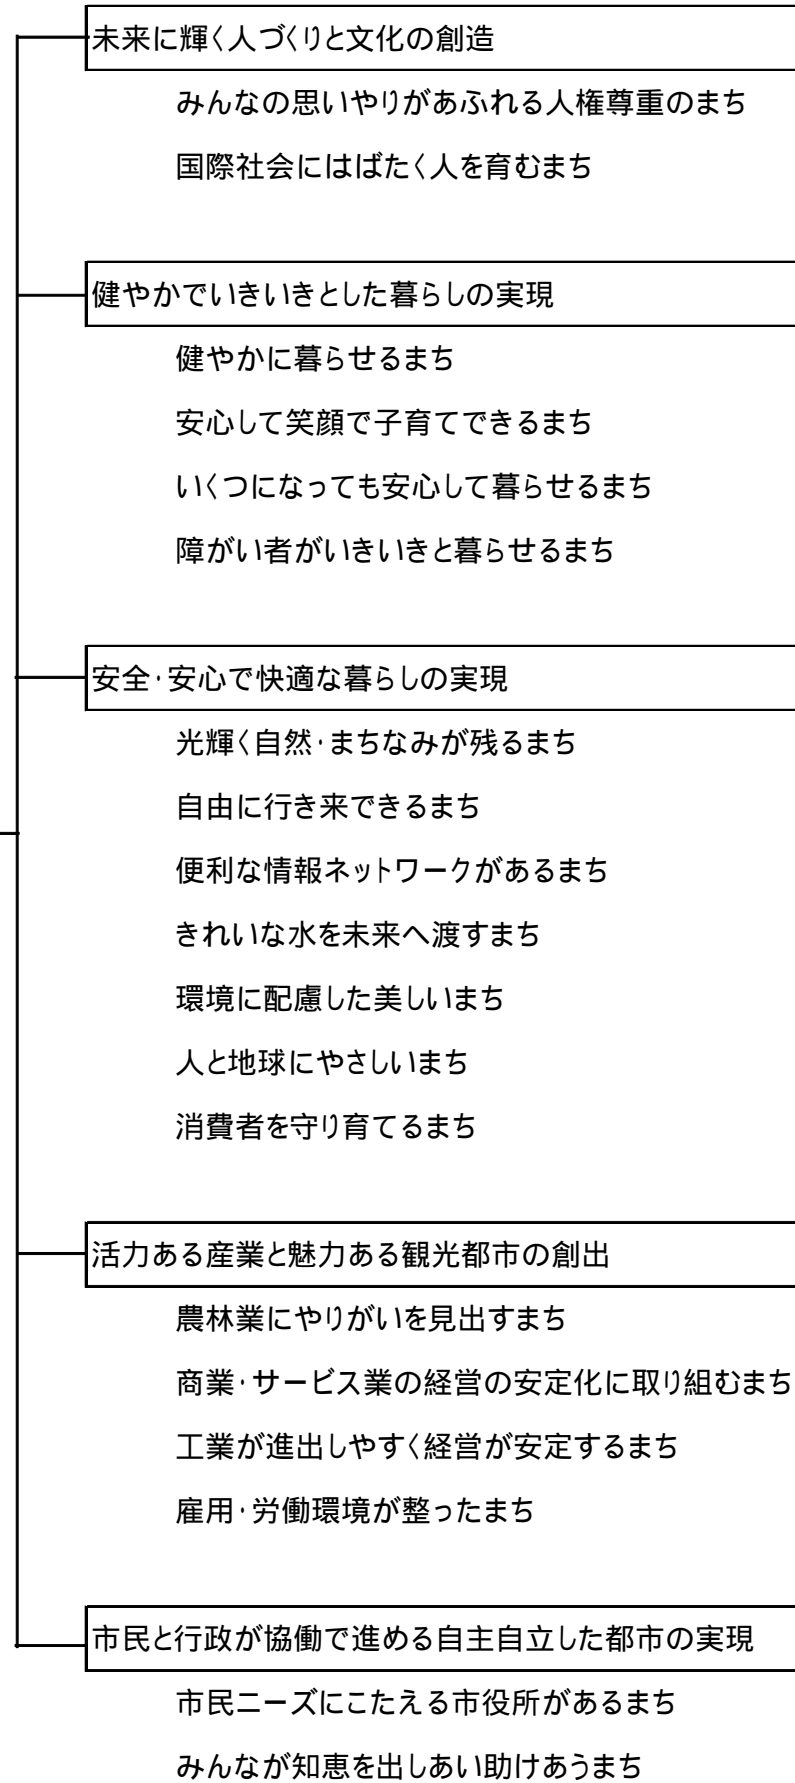 未来に輝く人づくりと文化の創造
みんなの思いやりがあふれる人権尊重のまち
国際社会にはばたく人を育むまち
健やかでいきいきとした暮らしの実現
健やかに暮らせるまち
安心して笑顔で子育てできるまち
いくつになっても安心して暮らせるまち
障がい者がいきいきと暮らせるまち
安全・安心で快適な暮らしの実現
光輝く自然・まちなみが残るまち
自由に行き来できるまち
便利な情報ネットワークがあるまち
きれいな水を未来へ渡すまち
環境に配慮した美しいまち
人と地球にやさしいまち
消費者を守り育てるまち
活力ある産業と魅力ある観光都市の創出
農林業にやりがいを見出すまち
商業・サービス業の経営の安定化に取り組むまち
工業が進出しやすく経営が安定するまち
雇用・労働環境が整ったまち
市民と行政が協働で進める自主自立した都市の実現
市民ニーズにこたえる市役所があるまち
みんなが知恵を出しあい助けあうまち